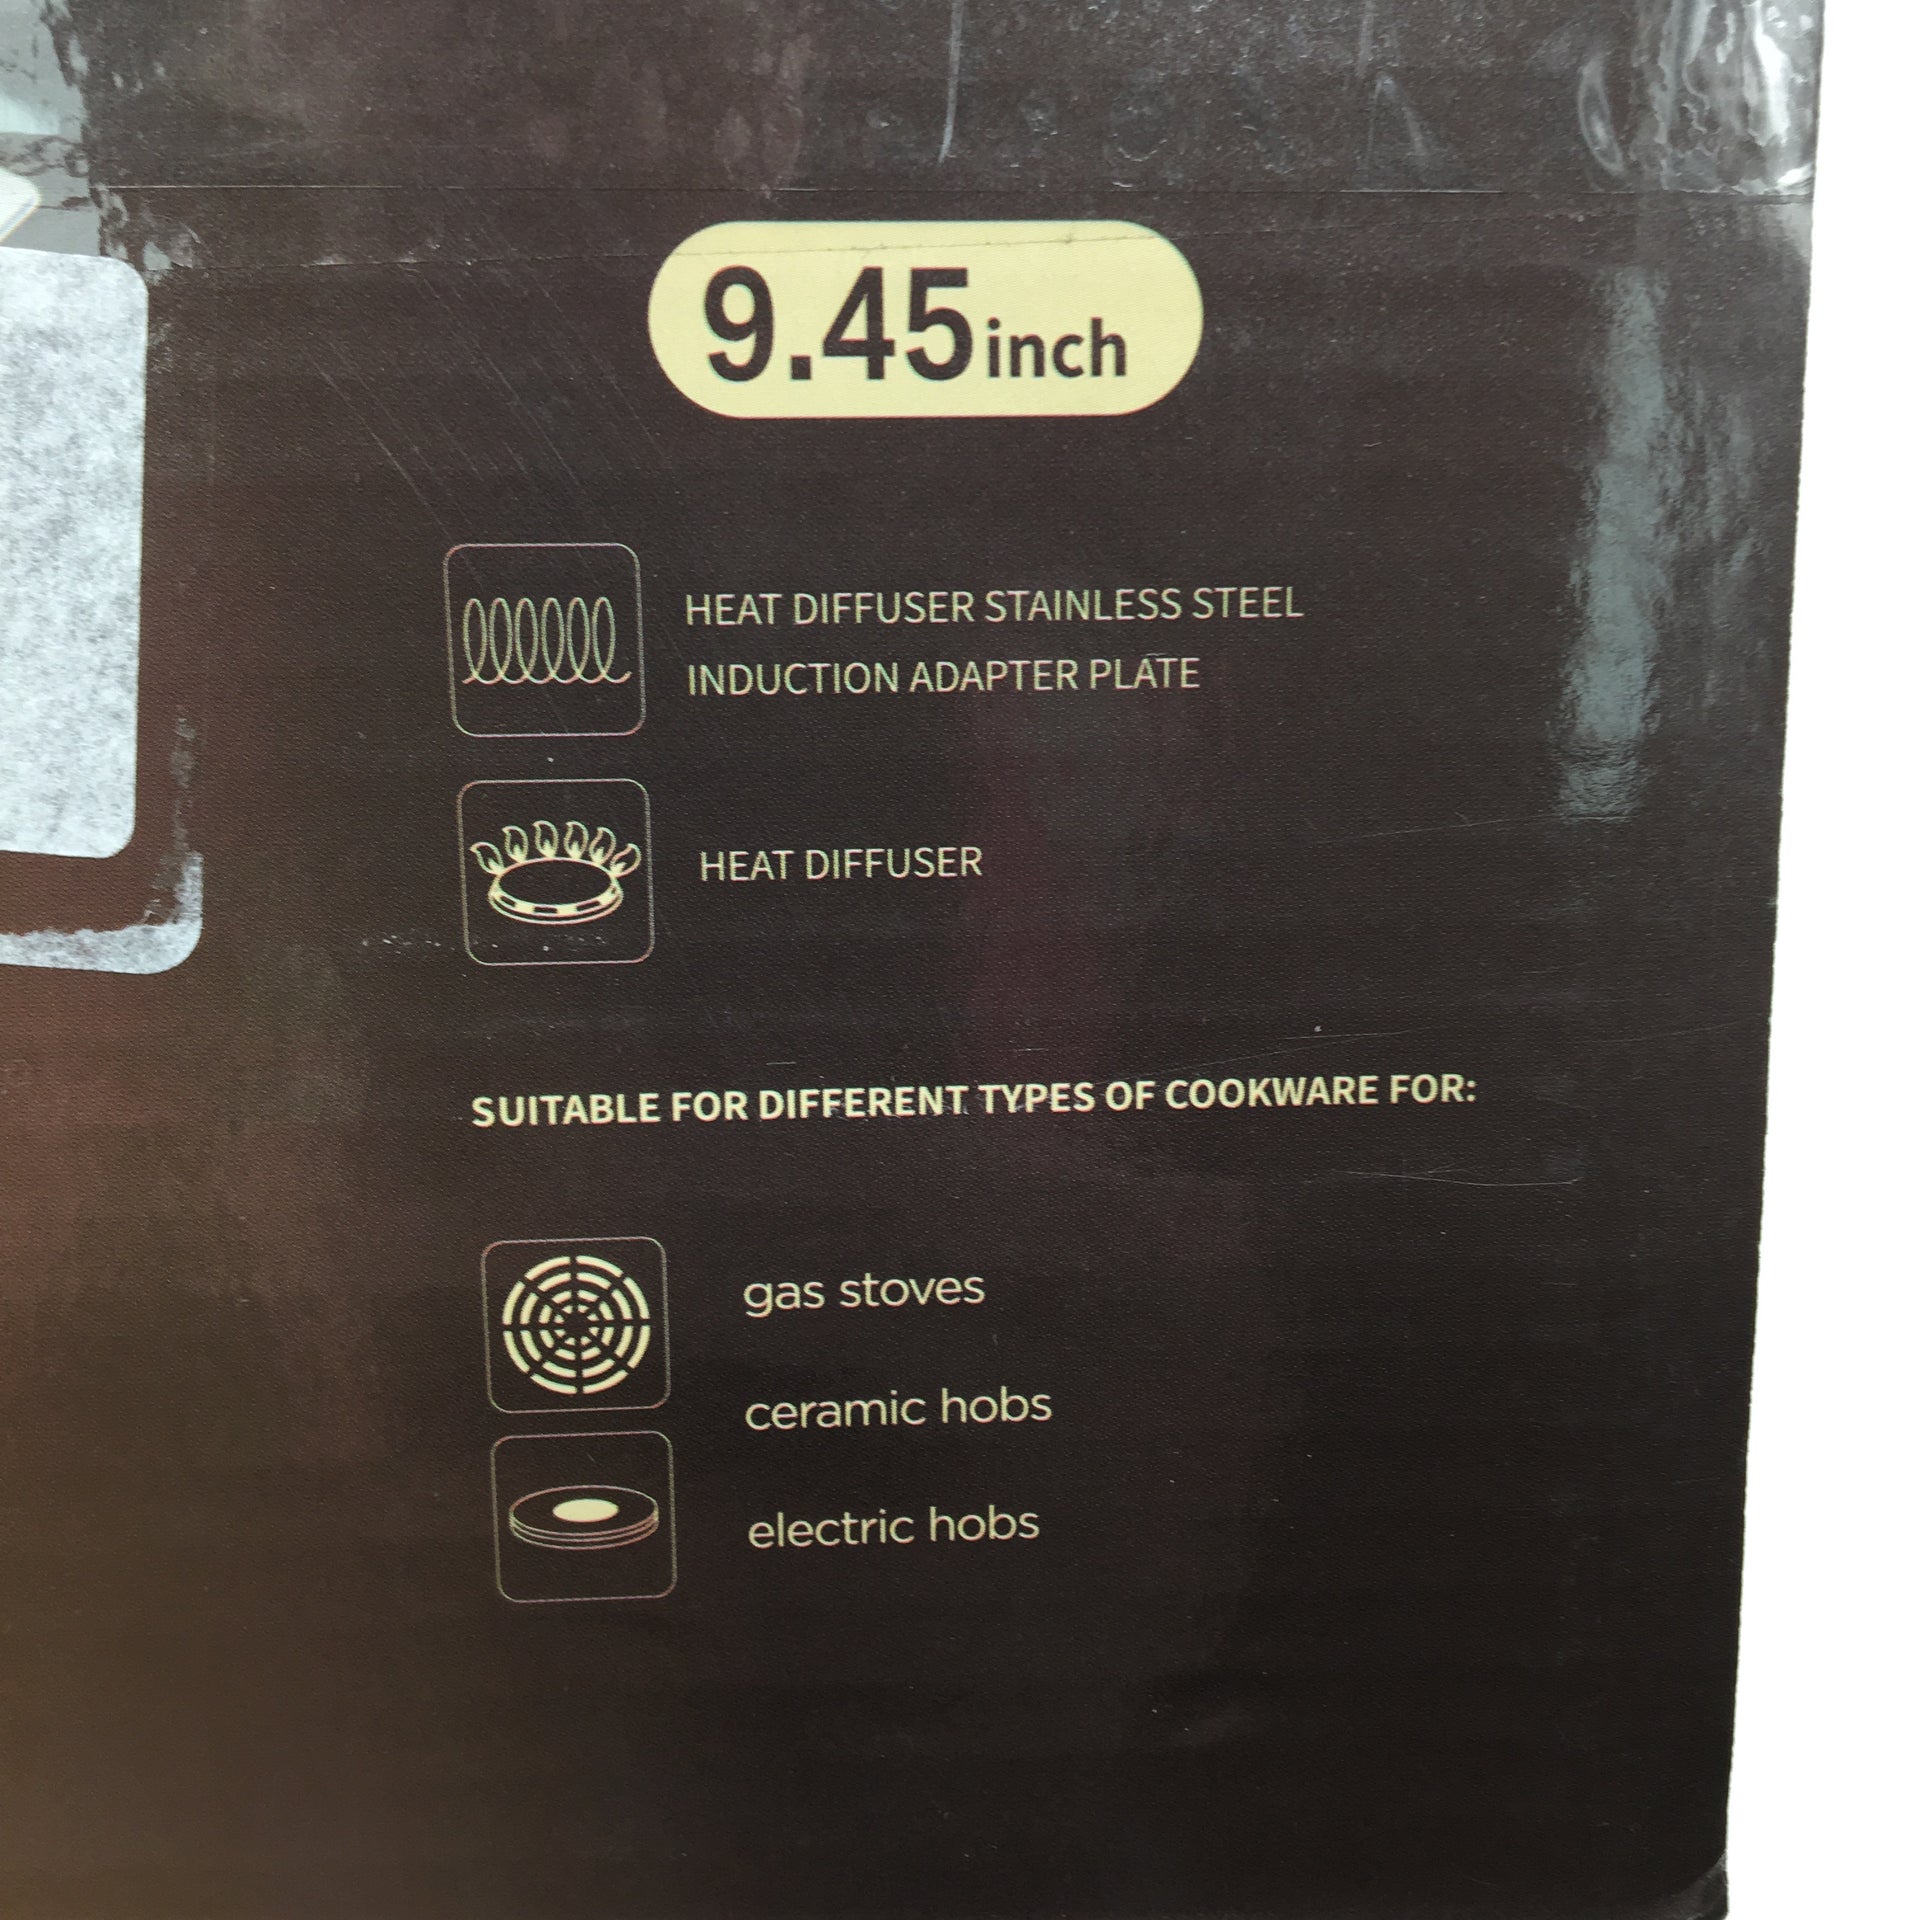 9.45inch
HEAT DIFFUSER STAINLESS STEEL
INDUCTION ADAPTER PLATE
HEAT DIFFUSER
SUITABLE FOR DIFFERENT TYPES OF COOKWARE FOR:
gas stoves
ceramic hobs
electric hobs